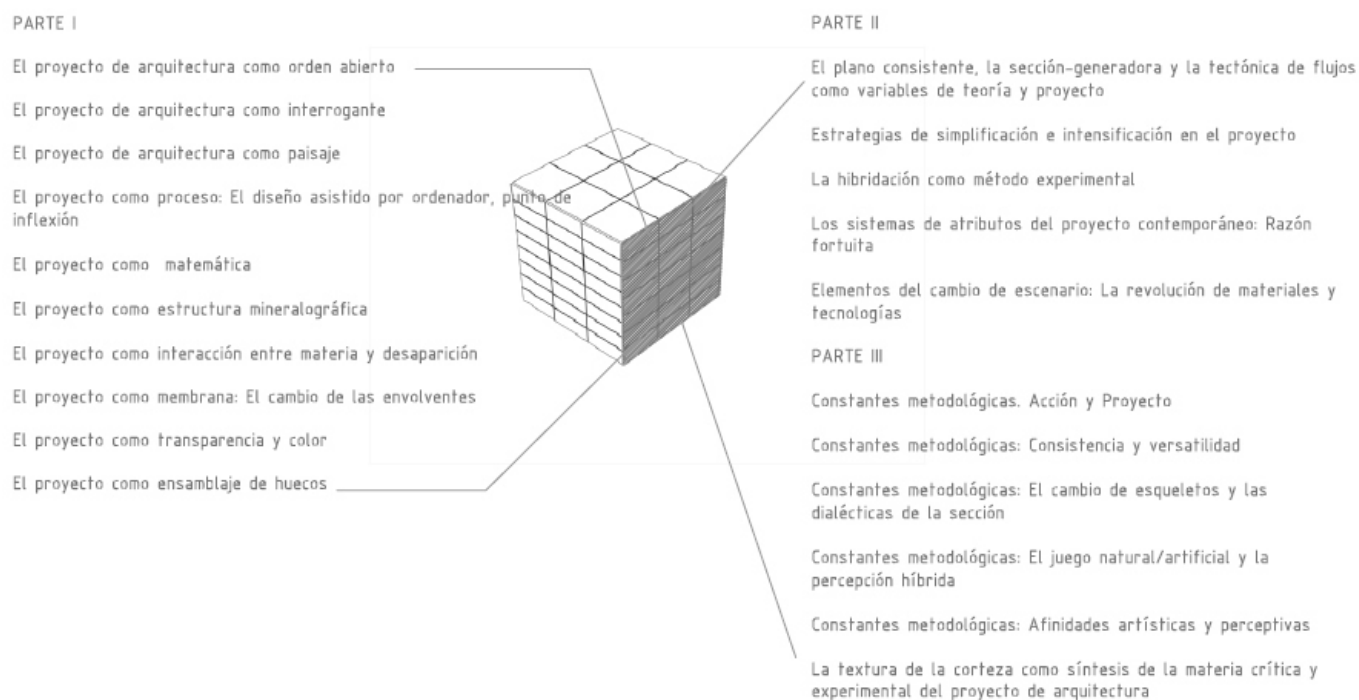 PARTE I
El proyecto de arquitectura como orden abierto
El proyecto de arquitectura como interrogante
El proyecto de arquitectura como paisaje
El proyecto como proceso: El diseño asistido por ordenador, punto de
inflexión
El proyecto como matemática
El proyecto como estructura mineralográfica
El proyecto como interacción entre materia y desaparición
El proyecto como membrana: El cambio de las envolventes
El proyecto como transparencia y color
El proyecto como ensamblaje de huecos
PARTE II
El plano consistente, la sección-generadora y la tectónica de flujos
como variables de teoría y proyecto
Estrategias de simplificación e intensificación en el proyecto
La hibridación como método experimental
Los sistemas de atributos del proyecto contemporáneo: Razón
fortuita
Elementos del cambio de escenario: La revolución de materiales y
tecnologías
PARTE III
Constantes metodológicas. Acción y Proyecto
Constantes metodológicas: Consistencia y versatilidad
Constantes metodológicas: El cambio de esqueletos y las
dialécticas de la sección
Constantes metodológicas: El juego natural/artificial y la
percepción híbrida
Constantes metodológicas: Afinidades artísticas y perceptivas
La textura de la corteza como síntesis de la materia crítica y
experimental del proyecto de arquitectura